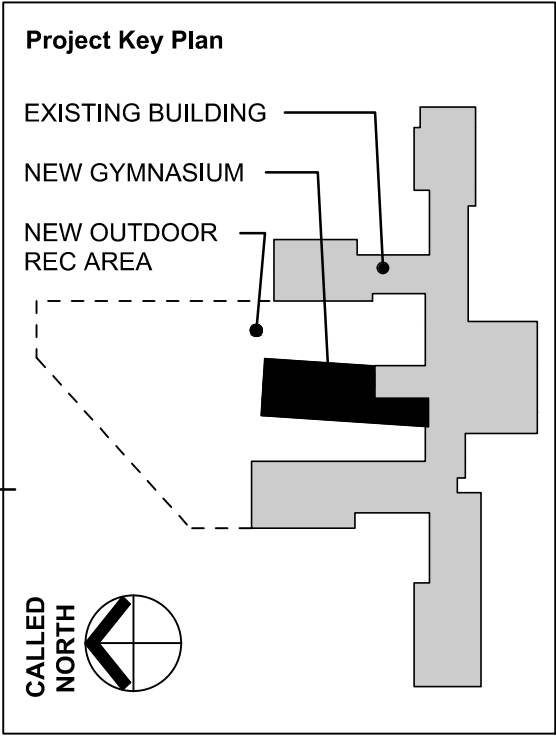 Project Key Plan
EXISTING BUILDING
NEW GYMNASIUM
NEW OUTDOOR
REC AREA
CALLED
NORTH